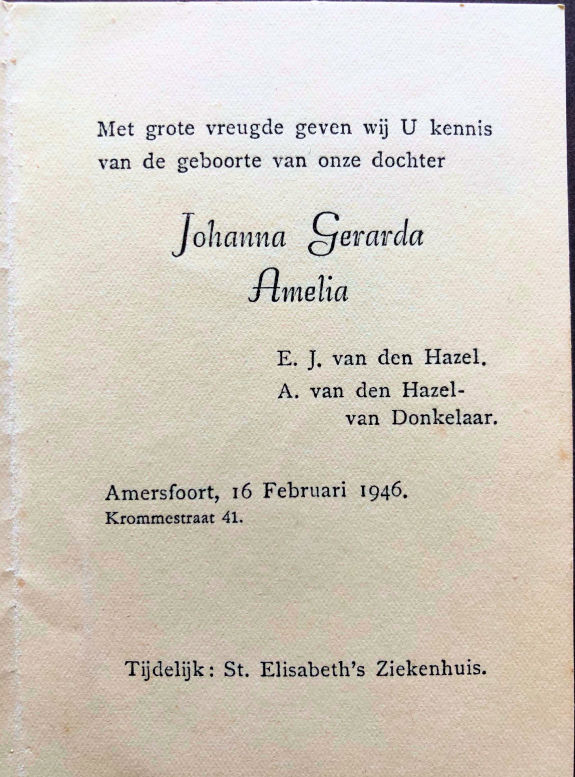 Met grote vreugde geven wij U kennis
van de geboorte van onze dochter
Johanna Gerarda
Amelia
E. J. van den Hazel.
A. van den Hazel-
van Donkelaar.
Amersfoort, 16 Februari 1946.
Krommestraat 41.
Tijdelijk: St. Elisabeth's Ziekenhuis.